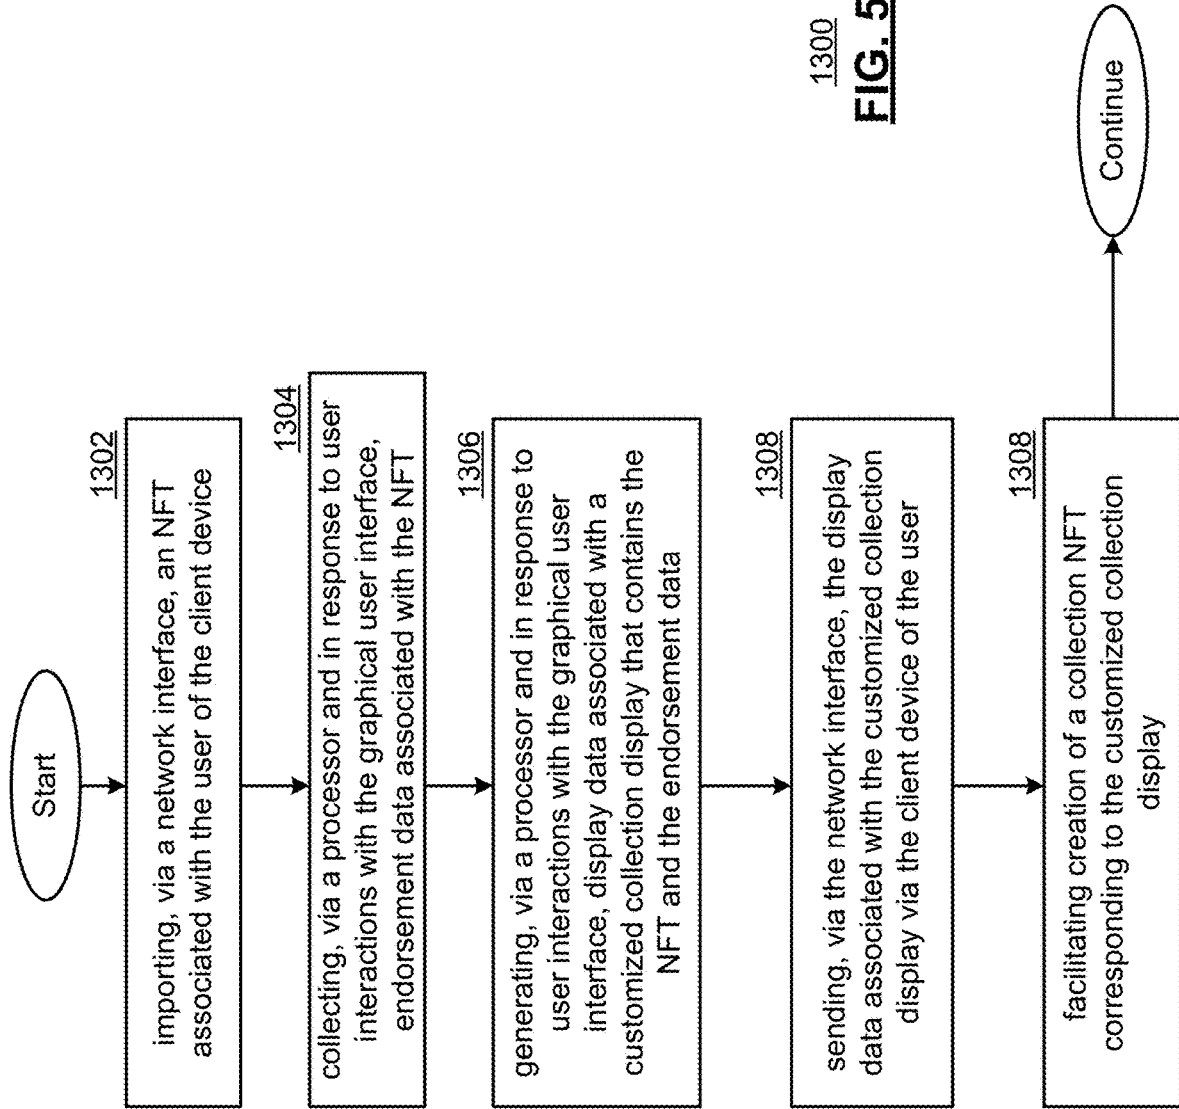 Start
1302
importing, via a network interface, an NFT
associated with the user of the client device
1304
collecting, via a processor and in response to user
interactions with the graphical user interface,
endorsement data associated with the NFT
1306
generating, via a processor and in response to
user interactions with the graphical user
interface, display data associated with a
customized collection display that contains the
NFT and the endorsement data
1308
sending, via the network interface, the display
data associated with the customized collection
display via the client device of the user
1308
facilitating creation of a collection NFT
corresponding to the customized collection
display
Continue
1300
FIG. 5